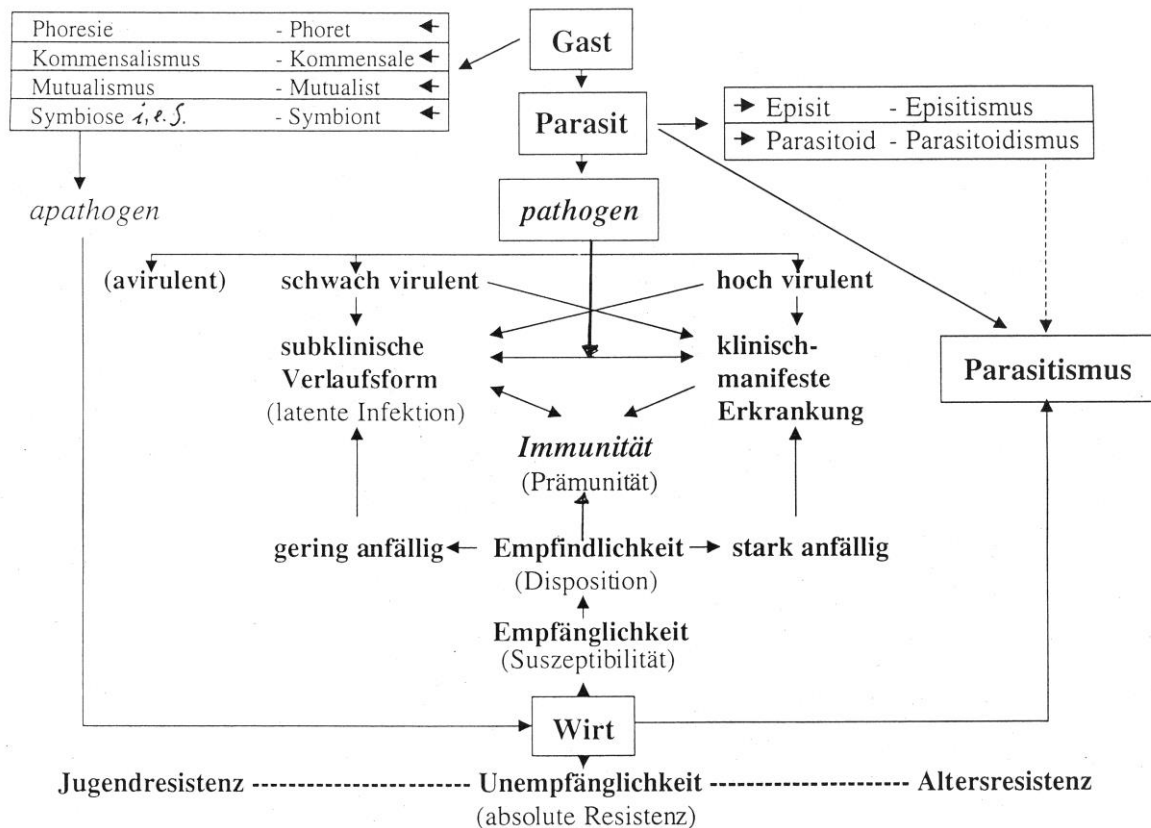 Phoresie - Phoret
Kommensalismus - Kommensale
Mutualismus - Mutualist
Symbiose i.e.S. - Symbiont
Gast
Parasit
Episit - Episitismus
Parasitoid - Parasitoidismus
apathogen
pathogen
(avirulent) schwach virulent hoch virulent
subklinische
Verlaufsform
(latente Infektion)
klinisch-
manifeste
Erkrankung
Parasitismus
Immunität
(Prämunität)
gering anfällig Empfindlichkeit stark anfällig
(Disposition)
Empfänglichkeit
(Suszeptibilität)
Wirt
Jugendresistenz Unempfänglichkeit Altersresistenz
(absolute Resistenz)